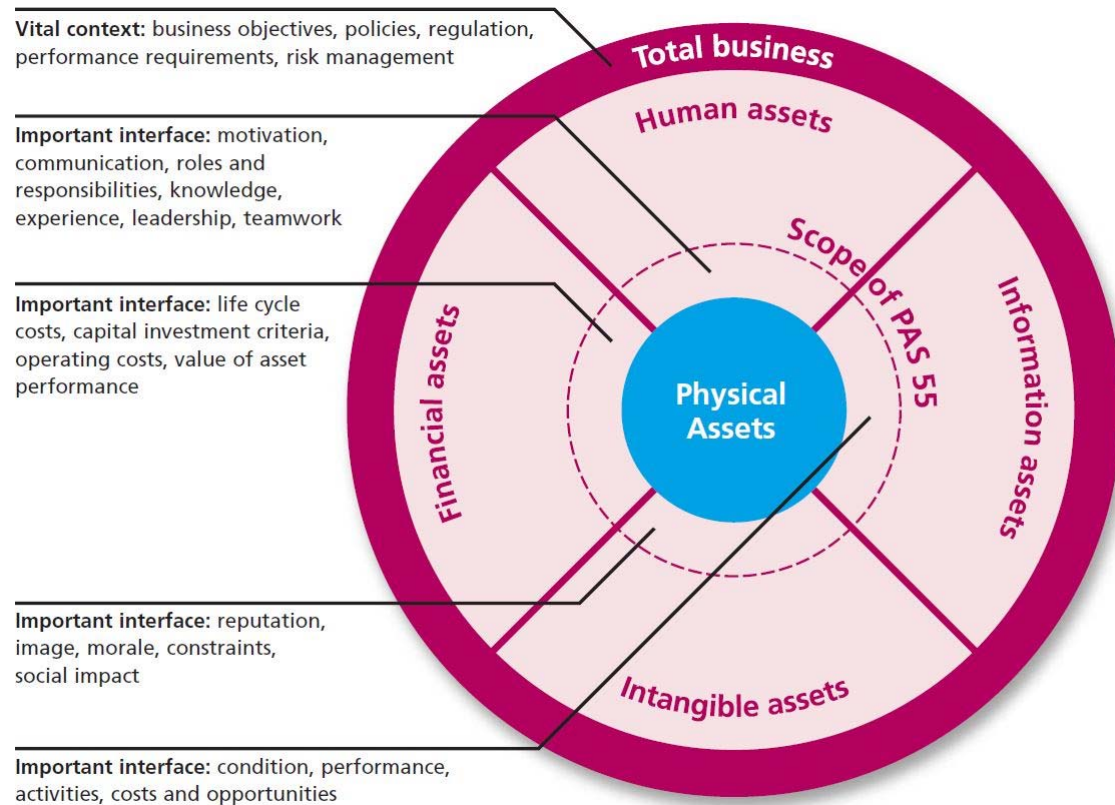 Vital context: business objectives, policies, regulation,
performance requirements, risk management
Important interface: motivation,
communication, roles and
responsibilities, knowledge,
experience, leadership, teamwork
Important interface: life cycle
costs, capital investment criteria,
operating costs, value of asset
performance
Important interface: reputation,
image, morale, constraints,
social impact
Important interface: condition, performance,
activities, costs and opportunities
Total business
Human assets
Scope of PAS 55
Financial assets
Physical
Assets
Information assets
Intangible assets